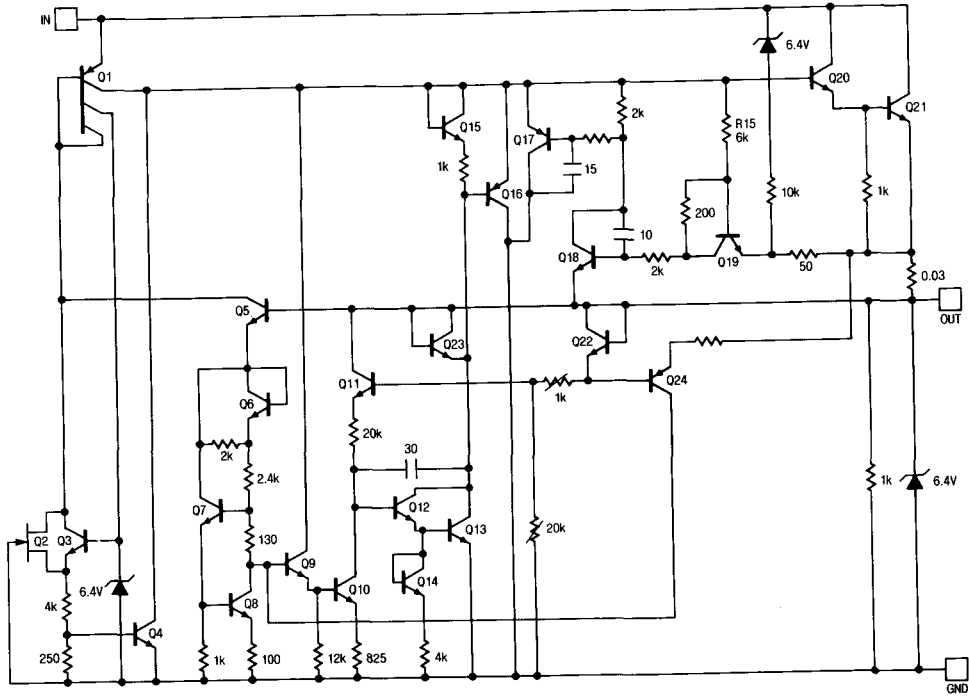 IN
6.4V
Q1
Q20
Q21
Q15
Q17
2k
R15
6k
1k
15
Q16
200
10k
1k
10
Q18
2k
Q19
50
0.03
Q5
OUT
Q23
Q22
Q24
Q11
1k
Q6
20k
2k
30
2.4k
1k
6.4V
Q7
Q12
Q13
20k
Q2
Q3
130
Q9
Q14
6.4V
Q10
4k
Q8
Q4
250
1k
100
12k
825
4k
GND